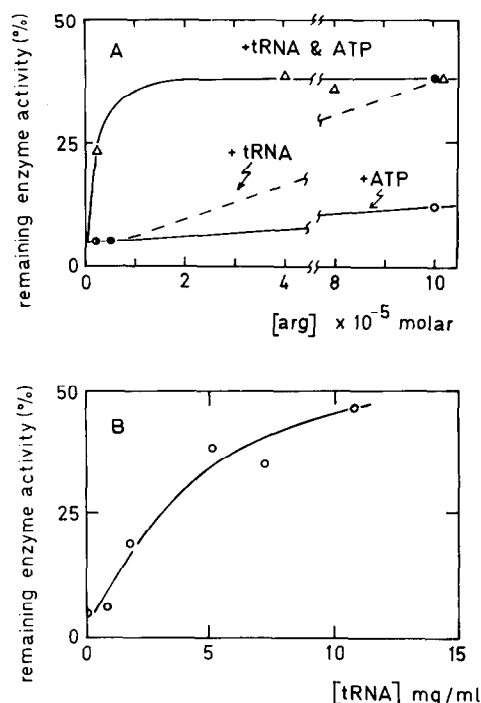 50
A
+tRNA & ATP
25
+ tRNA
+ATP
0
0
2
4
8
10
[arg] × 10⁻⁵ molar
remaining enzyme activity (%)
50
B
25
0
0
5
10
15
[tRNA] mg/ml
remaining enzyme activity (%)